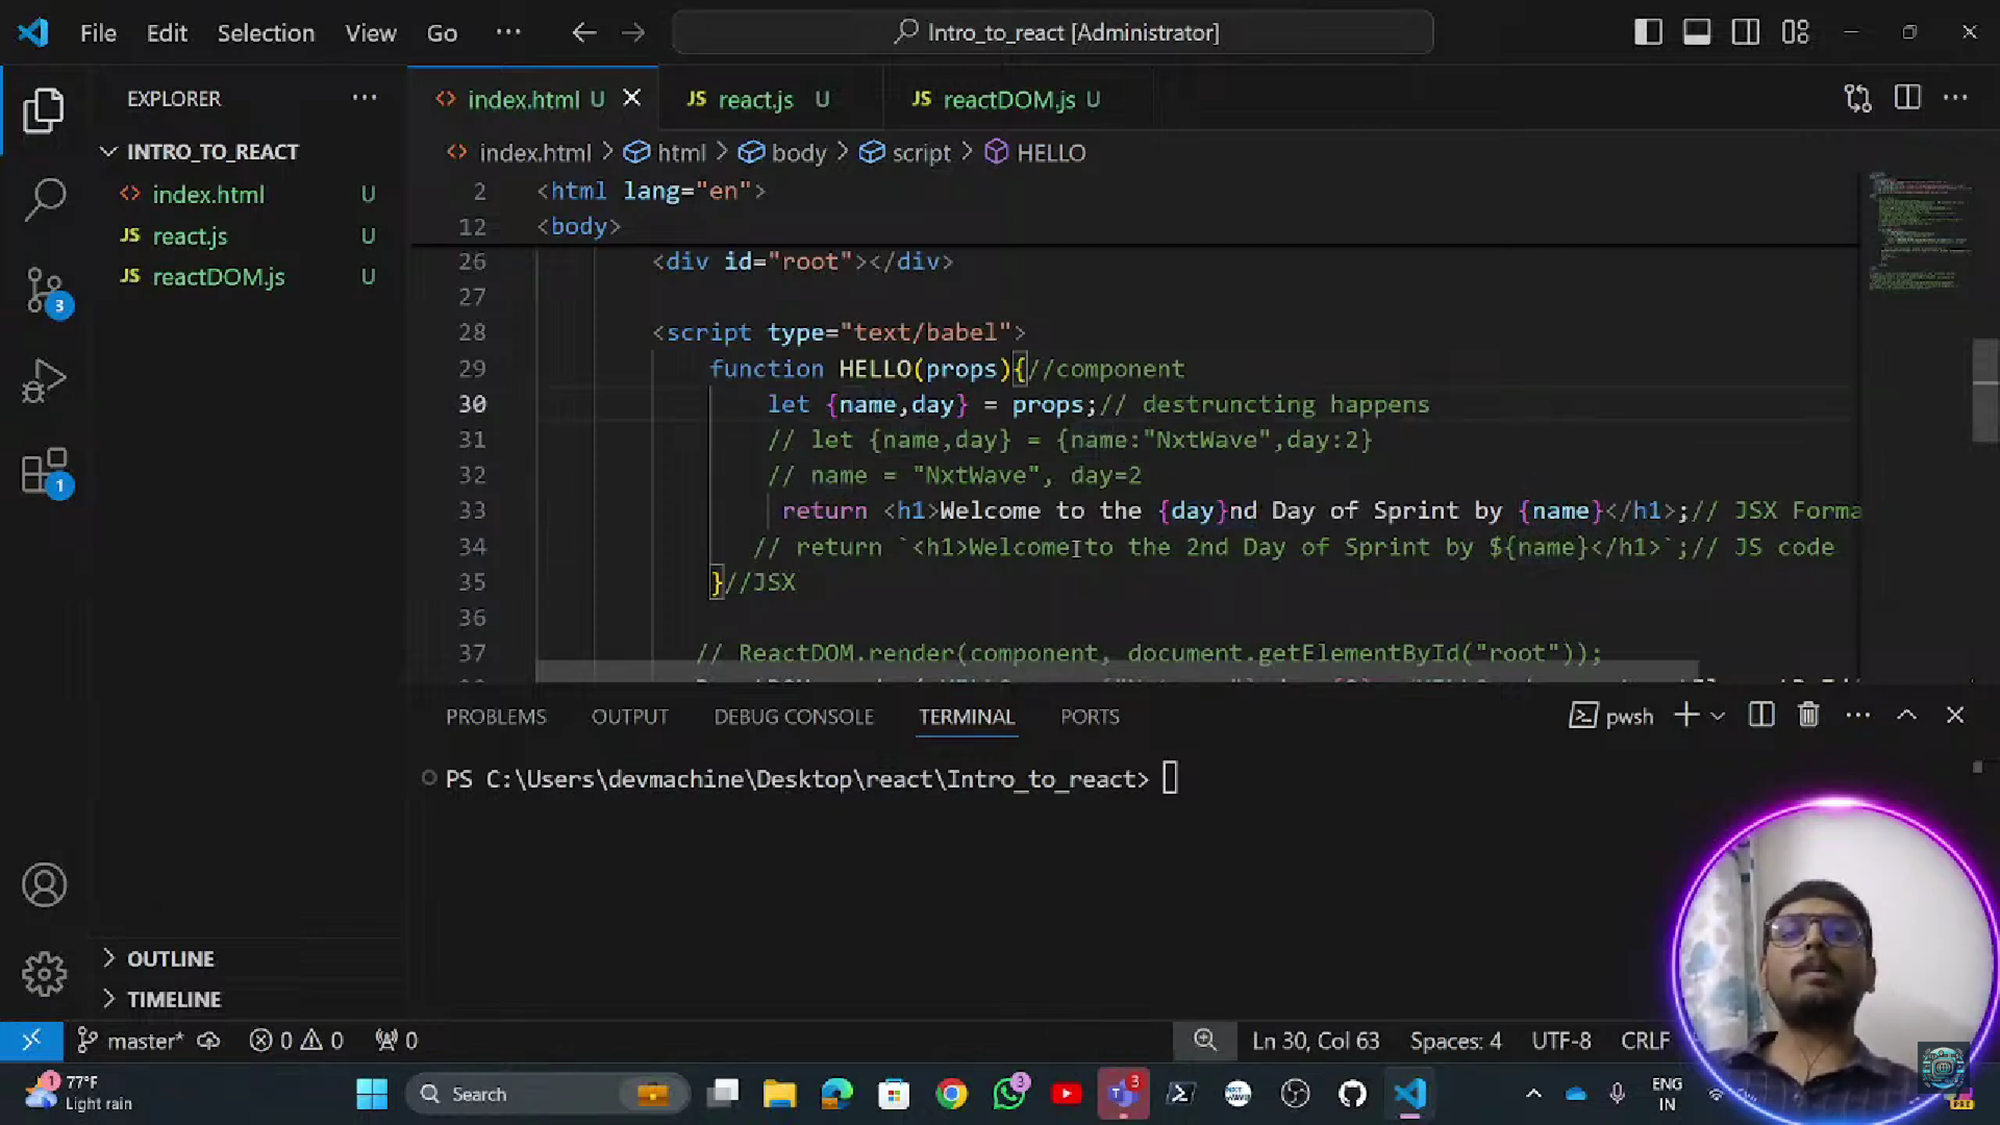 File Edit Selection View Go ··· Intro_to_react [Administrator]
EXPLORER ···
INTRO_TO_REACT
index.html U
react.js U
reactDOM.js U
3
1
OUTLINE
TIMELINE
index.html U
JS react.js U
JS reactDOM.js U
index.html > html > body > script > HELLO
2 <html lang="en">
12 <body>
26 <div id="root"></div>
27
28 <script type="text/babel">
29 function HELLO(props){//component
30 let {name,day} = props;// destruncting happens
31 // let {name,day} = {name:"NxtWave",day:2}
32 // name = "NxtWave", day=2
33 return <h1>Welcome to the {day}nd Day of Sprint by {name}</h1>;// JSX Forma
34 // return `<h1>Welcome to the 2nd Day of Sprint by ${name}</h1>`;// JS code
35 }//JSX
36
37 // ReactDOM.render(component, document.getElementById("root"));
PROBLEMS OUTPUT DEBUG CONSOLE TERMINAL PORTS pwsh
PS C:\Users\devmachine\Desktop\react\Intro_to_react>
master* 0 0 0 Ln 30, Col 63 Spaces: 4 UTF-8 CRLF
1 77°F
Light rain
Search
3
3
ENG
IN